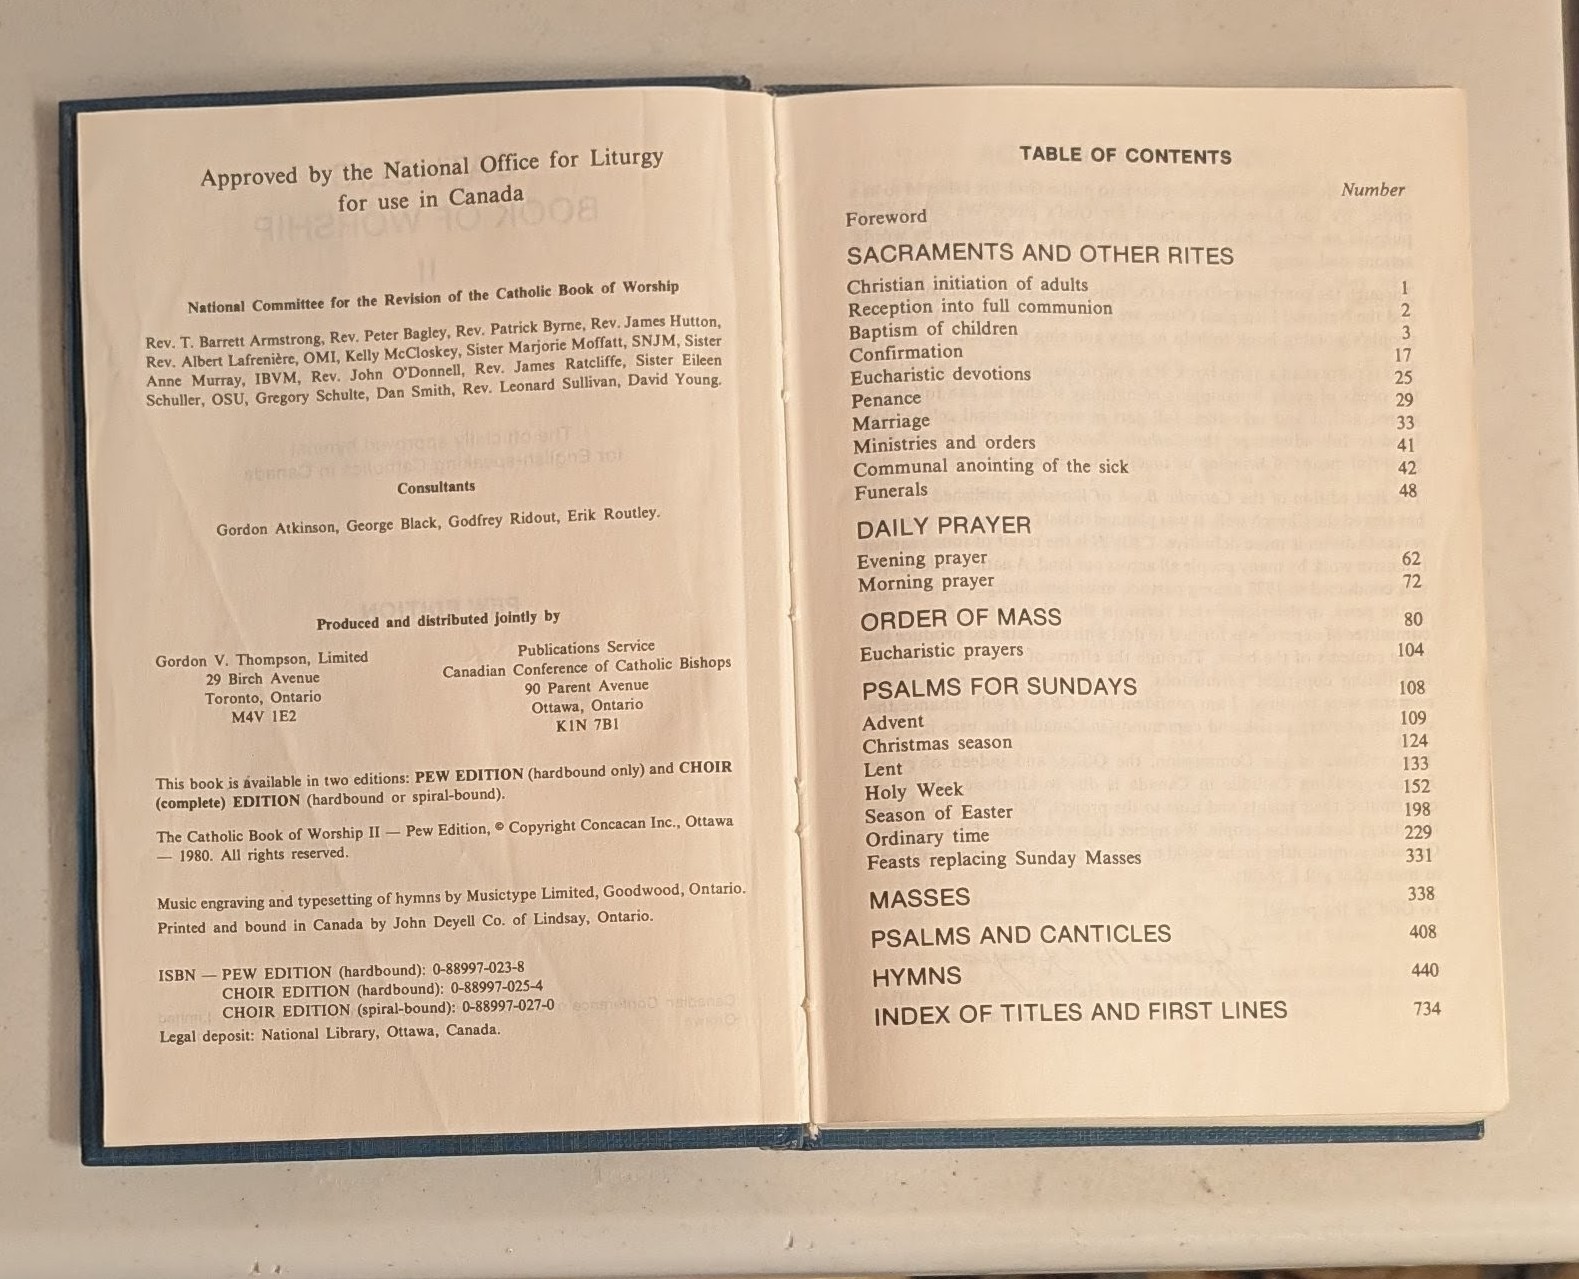 Approved by the National Office for Liturgy
for use in Canada
National Committee for the Revision of the Catholic Book of Worship
Rev. T. Barrett Armstrong, Rev. Peter Bagley, Rev. Patrick Byrne, Rev. James Hutton,
Rev. Albert Lafrenière, OMI, Kelly McCloskey, Sister Marjorie Moffatt, SNJM, Sister
Anne Murray, IBVM, Rev. John O'Donnell, Rev. James Ratcliffe, Sister Eileen
Schuller, OSU, Gregory Schulte, Dan Smith, Rev. Leonard Sullivan, David Young.
Consultants
Gordon Atkinson, George Black, Godfrey Ridout, Erik Routley.
Produced and distributed jointly by
Gordon V. Thompson, Limited
29 Birch Avenue
Toronto, Ontario
M4V 1E2
Publications Service
Canadian Conference of Catholic Bishops
90 Parent Avenue
Ottawa, Ontario
K1N 7B1
This book is available in two editions: PEW EDITION (hardbound only) and CHOIR
(complete) EDITION (hardbound or spiral-bound).
The Catholic Book of Worship II — Pew Edition, © Copyright Concacan Inc., Ottawa
— 1980. All rights reserved.
Music engraving and typesetting of hymns by Musictype Limited, Goodwood, Ontario.
Printed and bound in Canada by John Deyell Co. of Lindsay, Ontario.
ISBN — PEW EDITION (hardbound): 0-88997-023-8
CHOIR EDITION (hardbound): 0-88997-025-4
CHOIR EDITION (spiral-bound): 0-88997-027-0
Legal deposit: National Library, Ottawa, Canada.
TABLE OF CONTENTS
Number
Foreword
SACRAMENTS AND OTHER RITES
Christian initiation of adults 1
Reception into full communion 2
Baptism of children 3
Confirmation 17
Eucharistic devotions 25
Penance 29
Marriage 33
Ministries and orders 41
Communal anointing of the sick 42
Funerals 48
DAILY PRAYER
Evening prayer 62
Morning prayer 72
ORDER OF MASS 80
Eucharistic prayers 104
PSALMS FOR SUNDAYS 108
Advent 109
Christmas season 124
Lent 133
Holy Week 152
Season of Easter 198
Ordinary time 229
Feasts replacing Sunday Masses 331
MASSES 338
PSALMS AND CANTICLES 408
HYMNS 440
INDEX OF TITLES AND FIRST LINES 734